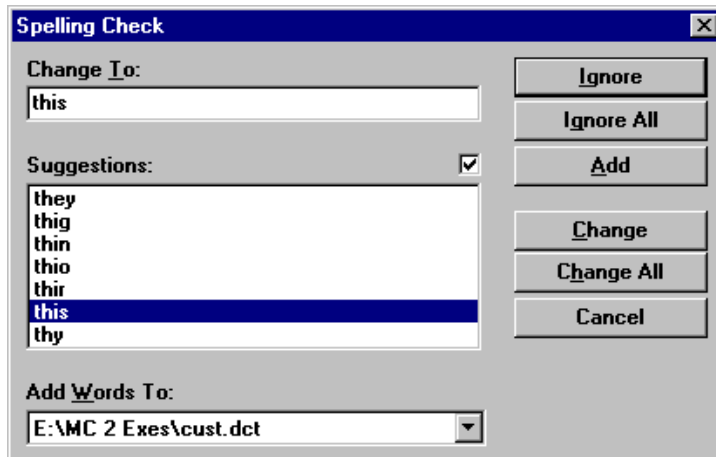 Spelling Check
Change To:
this
Suggestions:
they
thig
thin
thio
thir
this
thy
Add Words To:
E:\MC 2 Exes\cust.dct
Ignore
Ignore All
Add
Change
Change All
Cancel